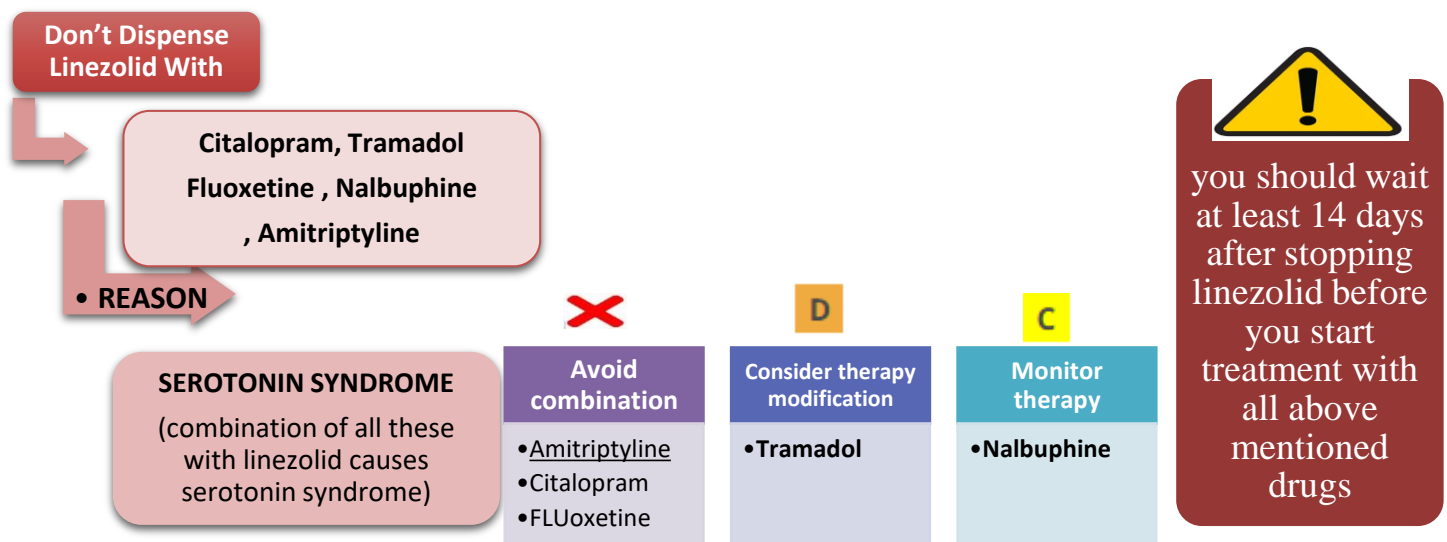 Don’t Dispense
Linezolid With
Citalopram, Tramadol
Fluoxetine , Nalbuphine
, Amitriptyline
• REASON
SEROTONIN SYNDROME
(combination of all these
with linezolid causes
serotonin syndrome)
Avoid
combination
•Amitriptyline
•Citalopram
•FLUoxetine
D
Consider therapy
modification
•Tramadol
C
Monitor
therapy
•Nalbuphine
!
you should wait
at least 14 days
after stopping
linezolid before
you start
treatment with
all above
mentioned
drugs